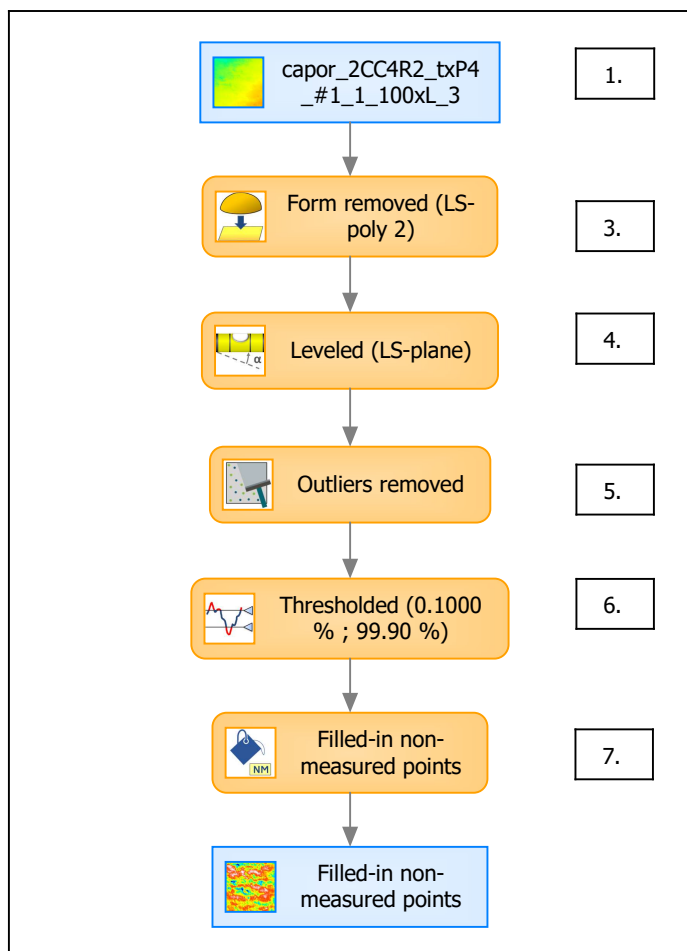 capor_2CC4R2_txP4
_#1_1_100xL_3
1.
Form removed (LS-
poly 2)
3.
α
Leveled (LS-plane)
4.
Outliers removed
5.
Thresholded (0.1000
% ; 99.90 %)
6.
NM
Filled-in non-
measured points
7.
Filled-in non-
measured points